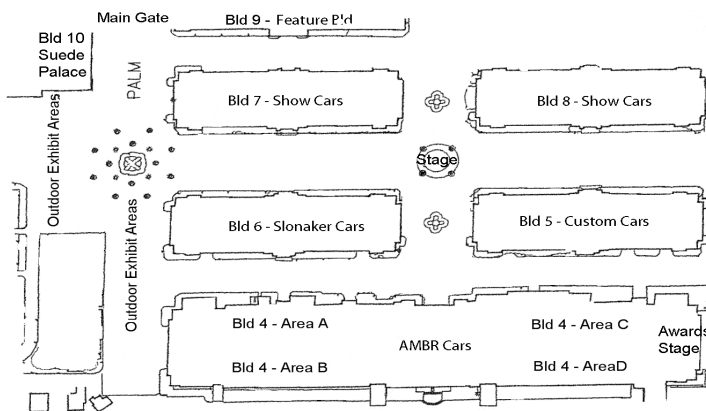 Main Gate
Bld 9 - Feature Bld
Bld 10
Suede
Palace
PALM
Bld 7 - Show Cars
Bld 8 - Show Cars
Outdoor Exhibit Areas
Stage
Bld 6 - Slonaker Cars
Bld 5 - Custom Cars
Outdoor Exhibit Areas
Bld 4 - Area A
Bld 4 - Area C
AMBR Cars
Awards
Stage
Bld 4 - Area B
Bld 4 - AreaD